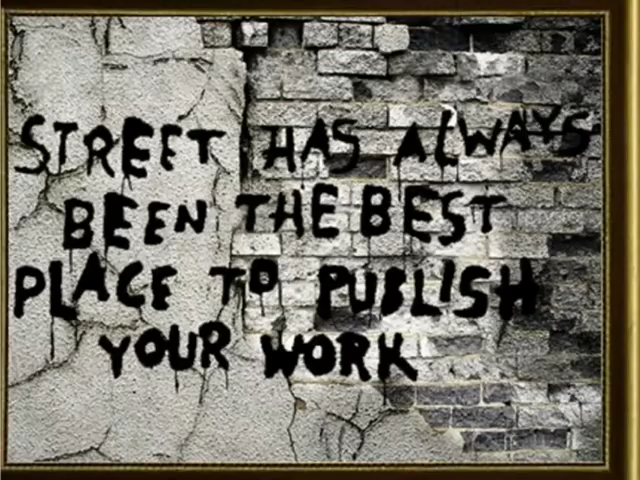 STREET HAS ALWAYS
BEEN THE BEST
PLACE TO PUBLISH
YOUR WORK